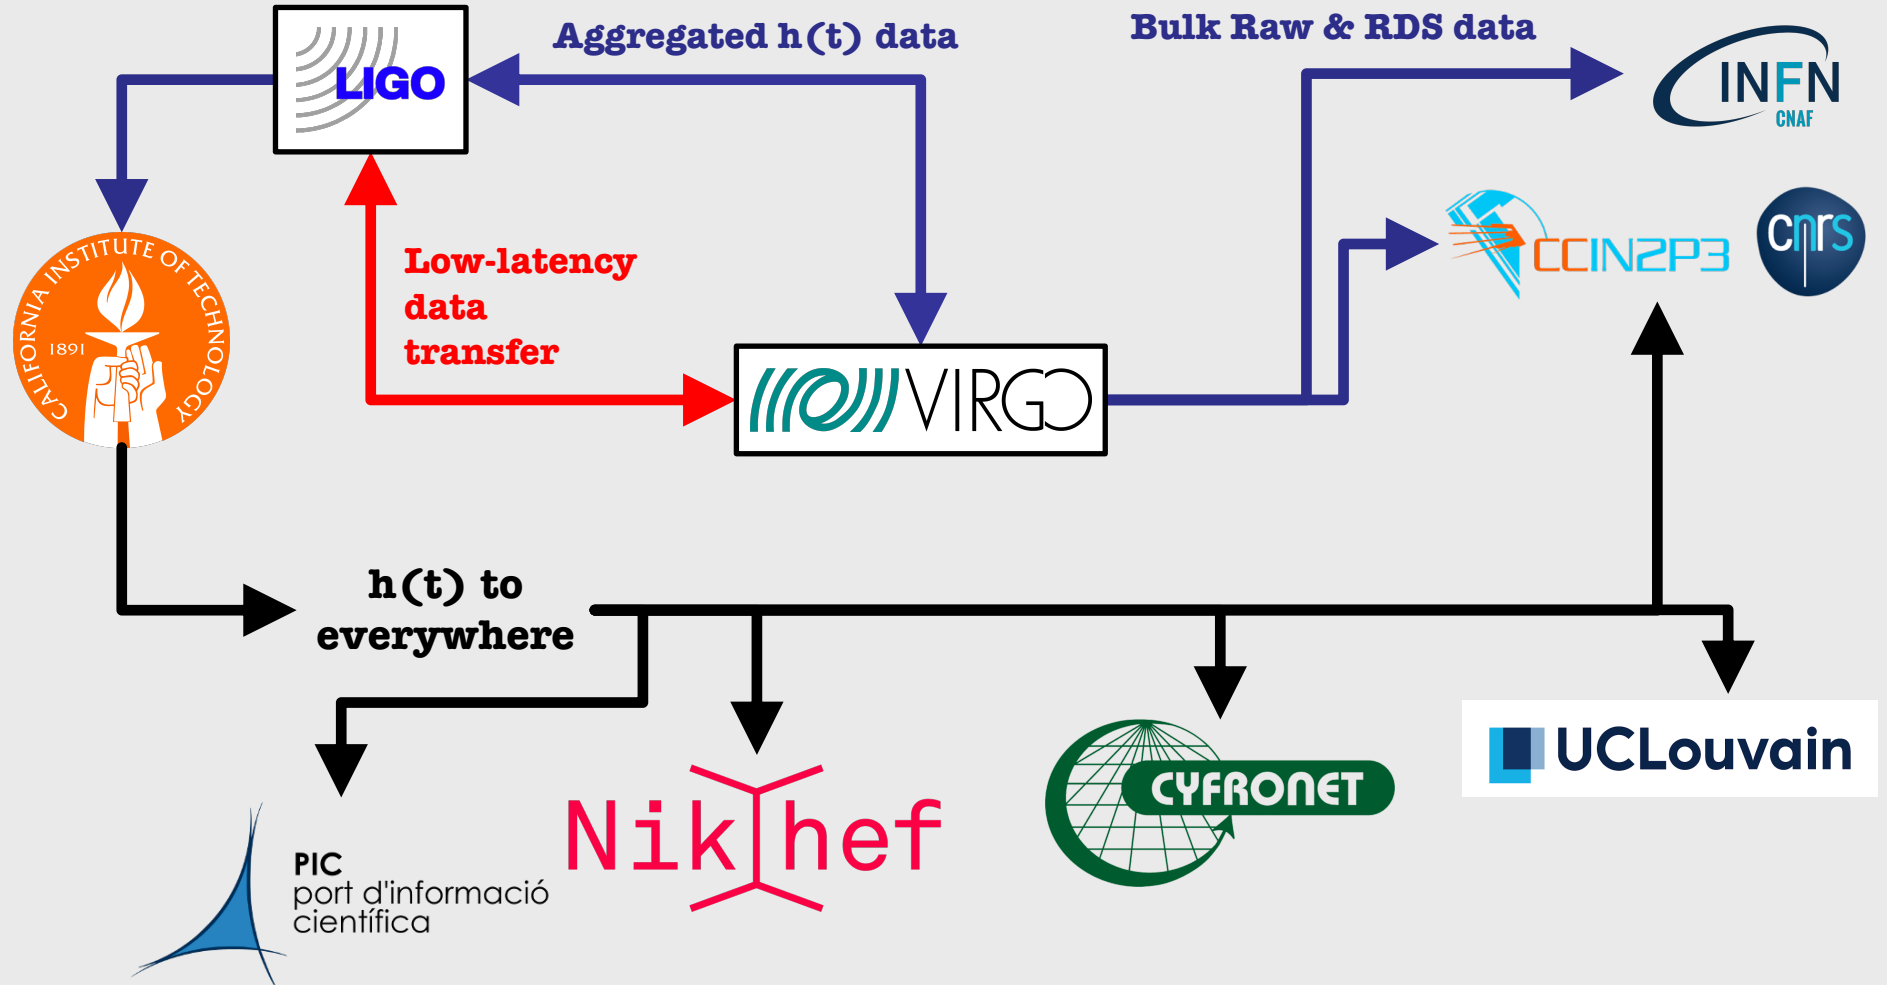 Aggregated h(t) data
Bulk Raw & RDS data
LIGO
INFN
CNAF
CCIN2P3
cnrs
CALIFORNIA INSTITUTE OF TECHNOLOGY
1891
Low-latency
data
transfer
VIRGO
h(t) to
everywhere
UCLouvain
CYFRONET
Nikhef
PIC
port d'informació
científica